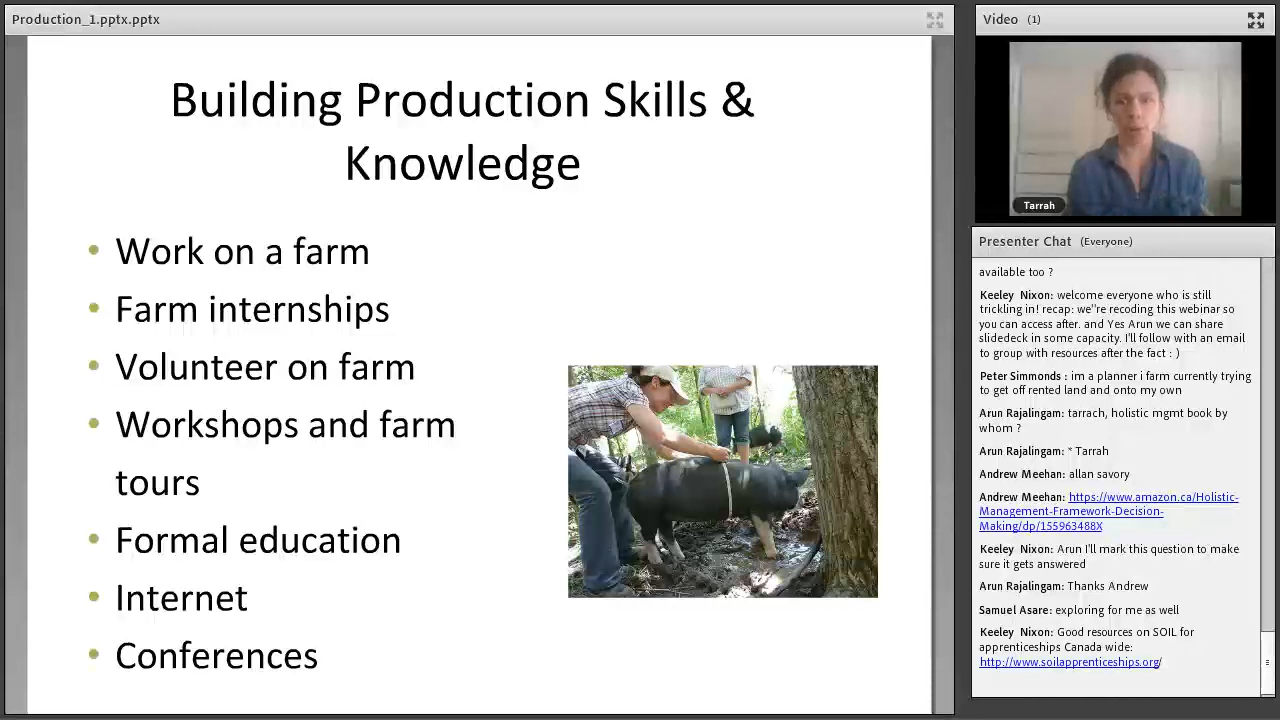 Production_1.pptx.pptx
Building Production Skills &
Knowledge
• Work on a farm
• Farm internships
• Volunteer on farm
• Workshops and farm
tours
• Formal education
• Internet
• Conferences
Video (1)
Tarrah
Presenter Chat (Everyone)
available too ?
Keeley Nixon: welcome everyone who is still
trickling in! recap: we"re recoding this webinar so
you can access after. and Yes Arun we can share
slidedeck in some capacity. I'll follow with an email
to group with resources after the fact : )
Peter Simmonds : im a planner i farm currently trying
to get off rented land and onto my own
Arun Rajalingam: tarrach, holistic mgmt book by
whom ?
Arun Rajalingam: * Tarrah
Andrew Meehan: allan savory
Andrew Meehan: https://www.amazon.ca/Holistic-
Management-Framework-Decision-
Making/dp/155963488X
Keeley Nixon: Arun I'll mark this question to make
sure it gets answered
Arun Rajalingam: Thanks Andrew
Samuel Asare: exploring for me as well
Keeley Nixon: Good resources on SOIL for
apprenticeships Canada wide:
http://www.soilapprenticeships.org/